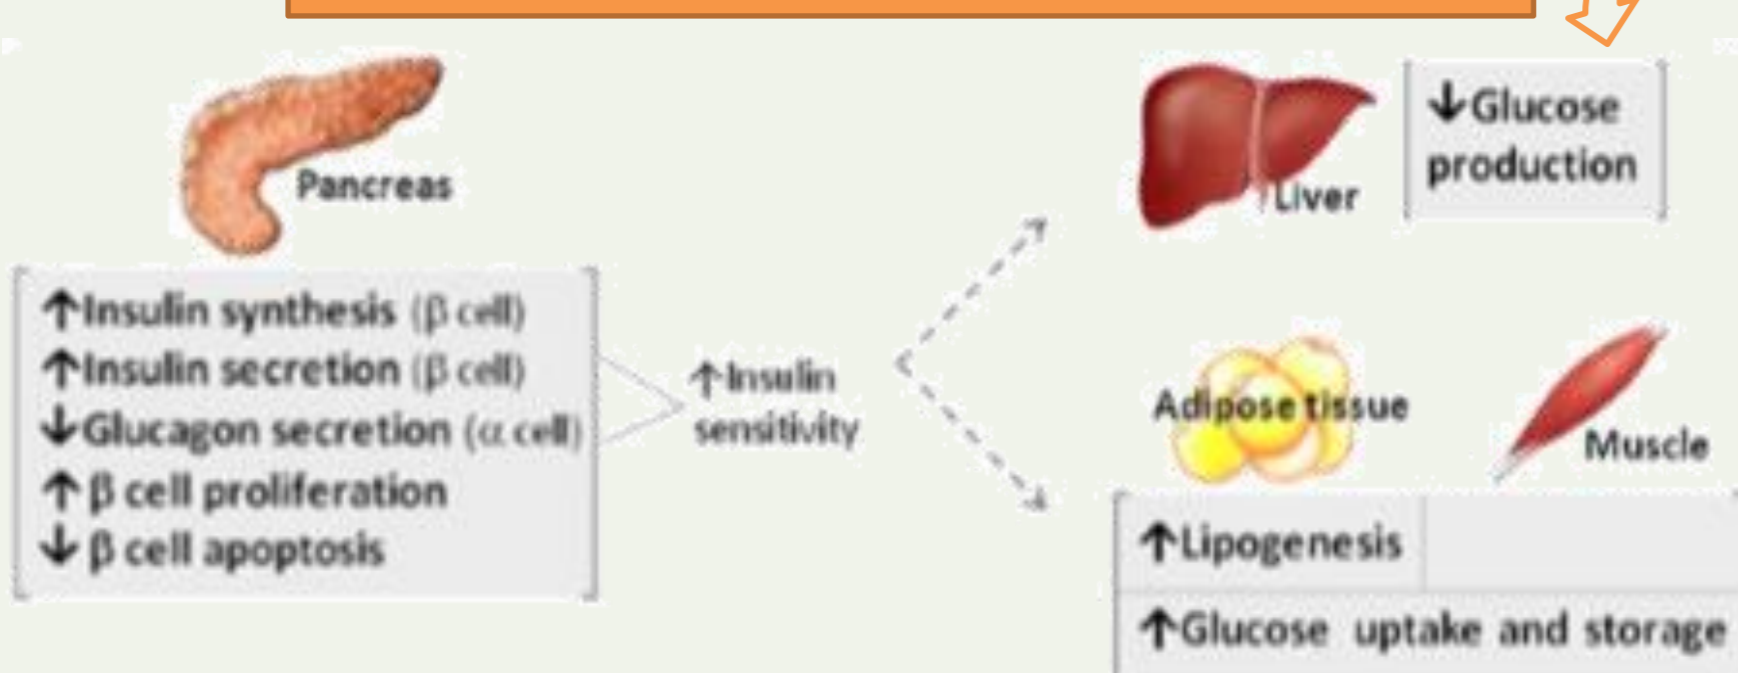 Pancreas
↑Insulin synthesis (β cell)
↑Insulin secretion (β cell)
↓Glucagon secretion (α cell)
↑ β cell proliferation
↓ β cell apoptosis
↑Insulin
sensitivity
Liver
↓Glucose
production
Adipose tissue
Muscle
↑Lipogenesis
↑Glucose uptake and storage